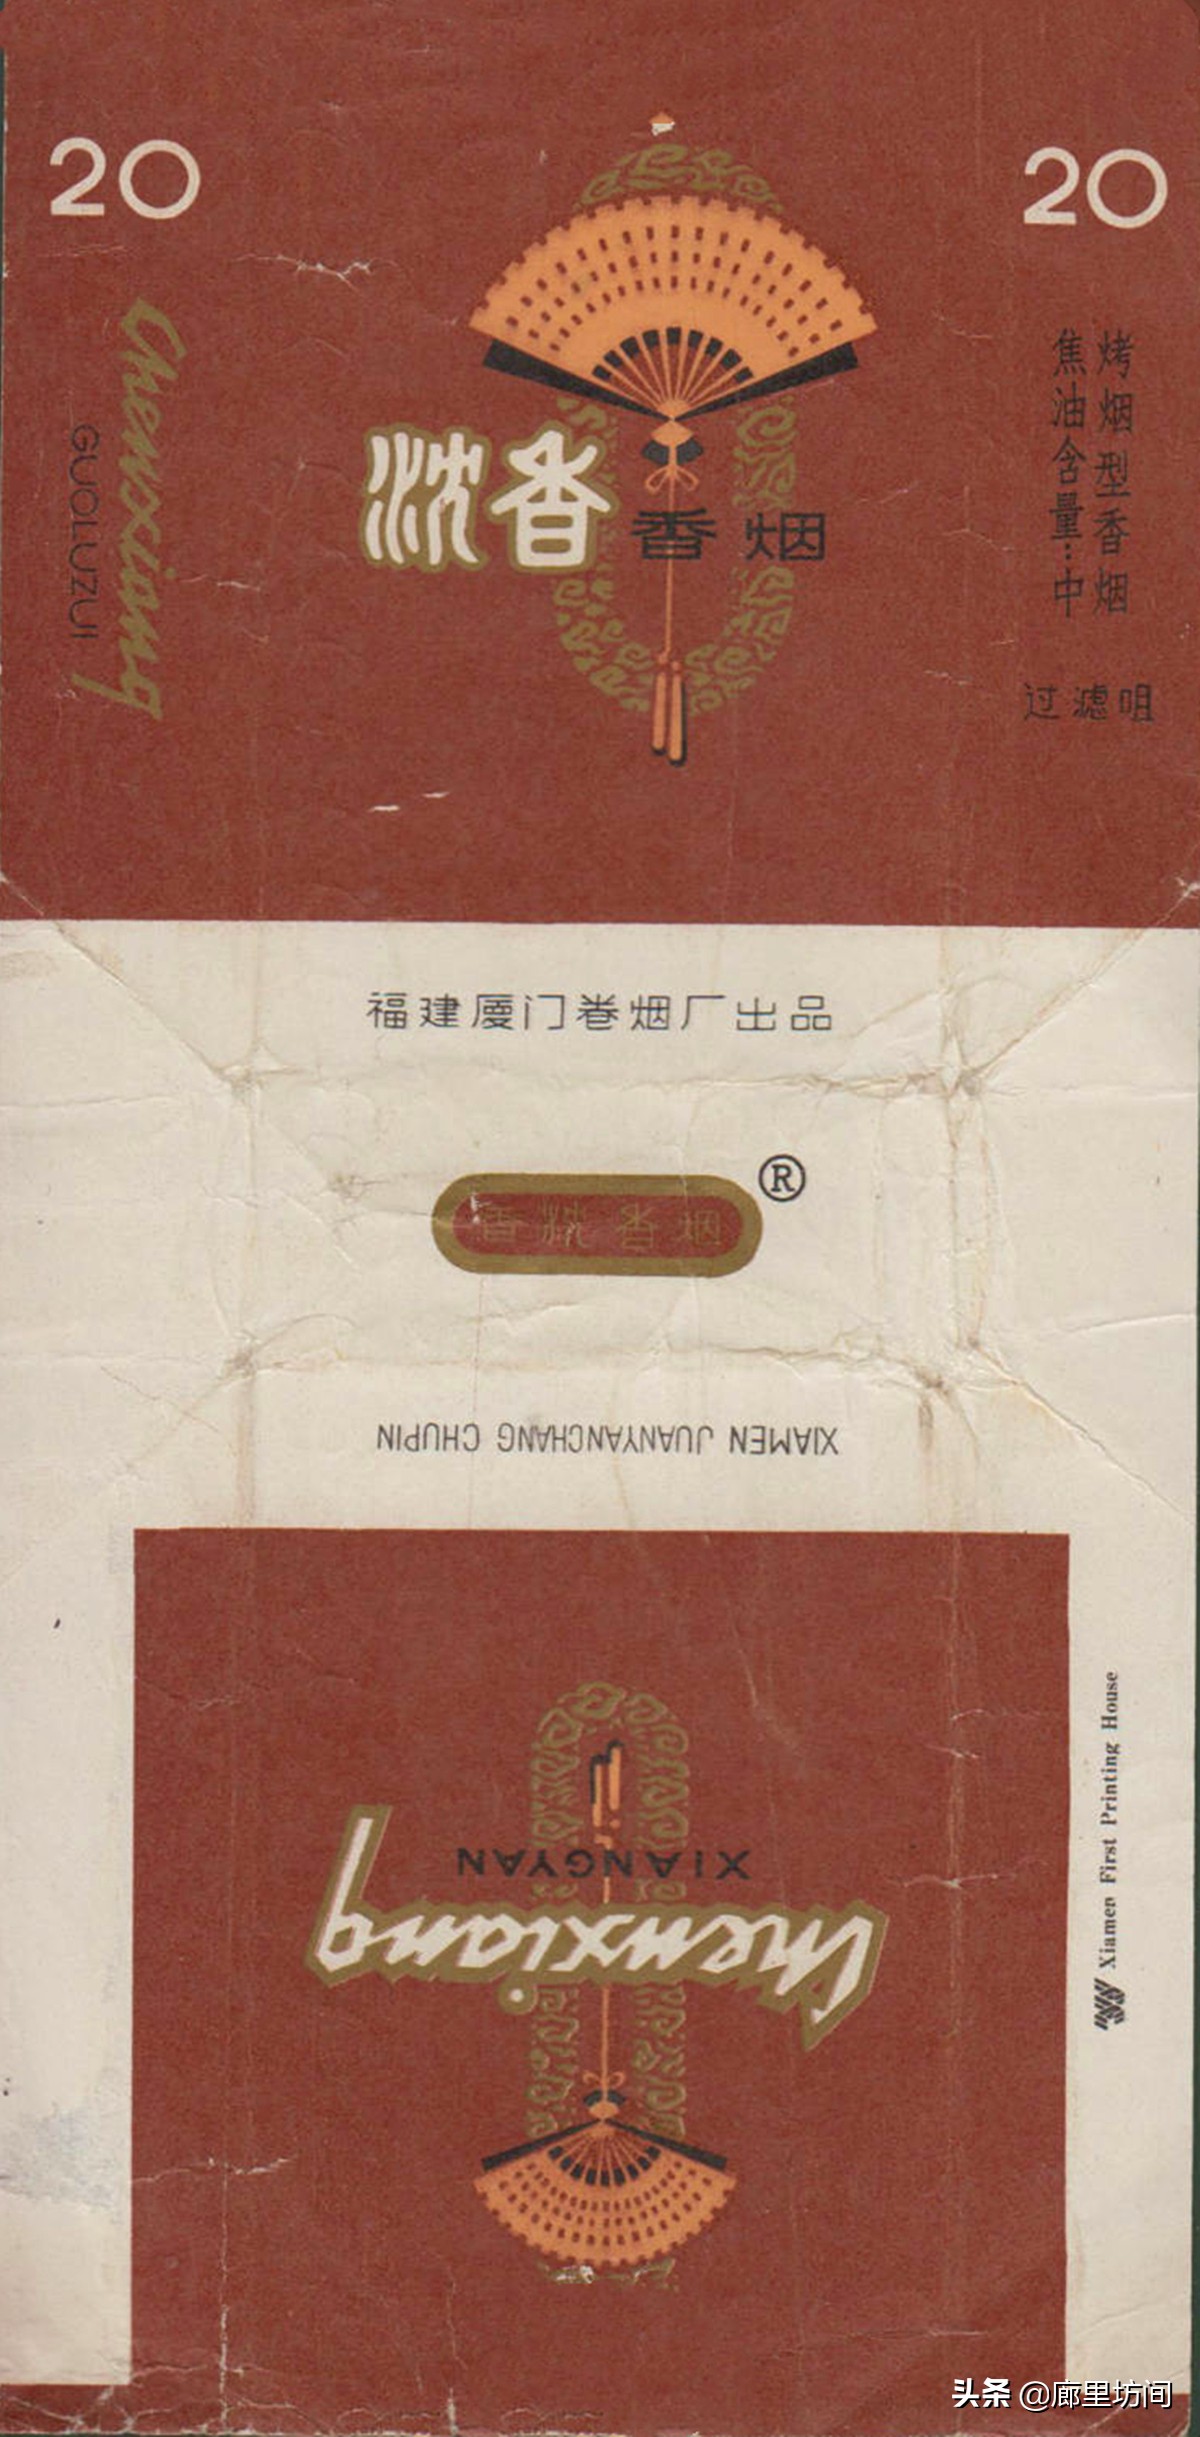 20
20
Chenxiang
GUOLUZUI
沈香
香烟
烤烟型香烟
焦油含量:中
过滤咀
福建厦门卷烟厂出品
香沈 香烟
®
XIAMEN JUANYANCHANG CHUPIN
XIANGYAN
Chenxiang
Xiamen First Printing House
头条 @廊里坊间